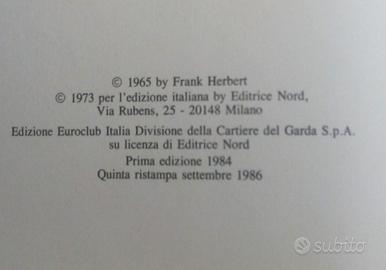 © 1965 by Frank Herbert
© 1973 per l'edizione italiana by Editrice Nord,
Via Rubens, 25 - 20148 Milano
Edizione Euroclub Italia Divisione della Cartiere del Garda S.p.A.
su licenza di Editrice Nord
Prima edizione 1984
Quinta ristampa settembre 1986
subito